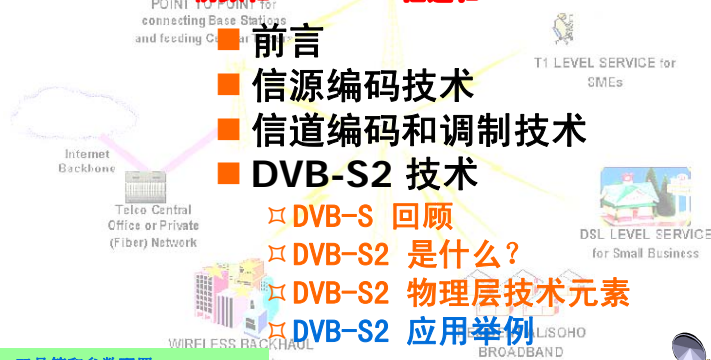 POINT TO POINT for
connecting Base Stations
and feeding
前言
T1 LEVEL SERVICE for
SMEs
信源编码技术
信道编码和调制技术
Internet
Backbone
DVB-S2 技术
Telco Central
Office or Private
(Fiber) Network
DVB-S 回顾
DSL LEVEL SERVICE
for Small Business
DVB-S2 是什么?
DVB-S2 物理层技术元素
DVB-S2 应用举例
WIRELESS BACKHAUL
BROADBAND